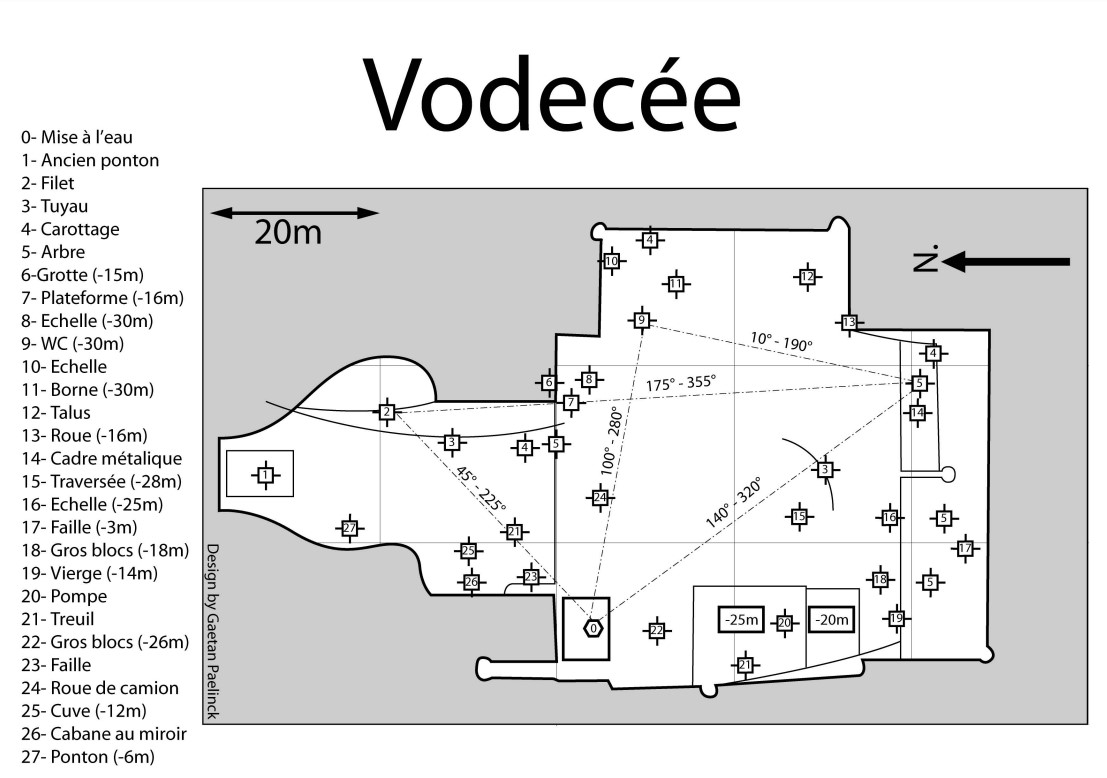 Vodecée
0- Mise à l'eau
1- Ancien ponton
2- Filet
3- Tuyau
4- Carottage
5- Arbre
6-Grotte (-15m)
7- Plateforme (-16m)
8- Echelle (-30m)
9- WC (-30m)
10- Echelle
11- Borne (-30m)
12- Talus
13- Roue (-16m)
14- Cadre métalique
15- Traversée (-28m)
16- Echelle (-25m)
17- Faille (-3m)
18- Gros blocs (-18m)
19- Vierge (-14m)
20- Pompe
21- Treuil
22- Gros blocs (-26m)
23- Faille
24- Roue de camion
25- Cuve (-12m)
26- Cabane au miroir
27- Ponton (-6m)
20m
N.
4
10
11
12
9
13
10° - 190°
4
6
8
175° - 355°
5
7
2
14
3
4
5
100° - 280°
3
1
45° - 225°
140° - 320°
24
15
16
5
27
21
25
17
26
23
18
5
0
22
-25m
20
-20m
19
21
Design by Gaetan Paelinck